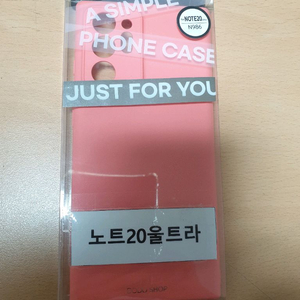 A SIMPLE
PHONE CASE
NOTE20
N986
JUST FOR YOU
노트20울트라